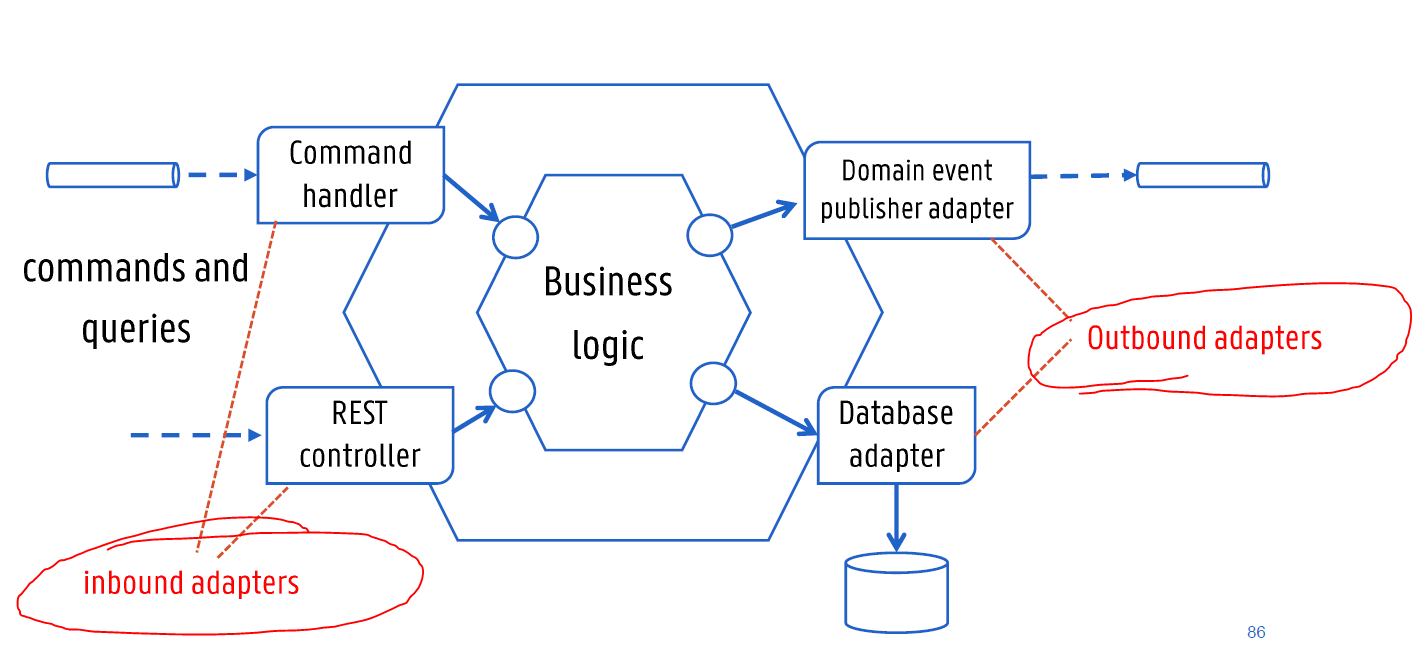 Command
handler
Domain event
publisher adapter
commands and
queries
Business
logic
Outbound adapters
REST
controller
Database
adapter
inbound adapters
86